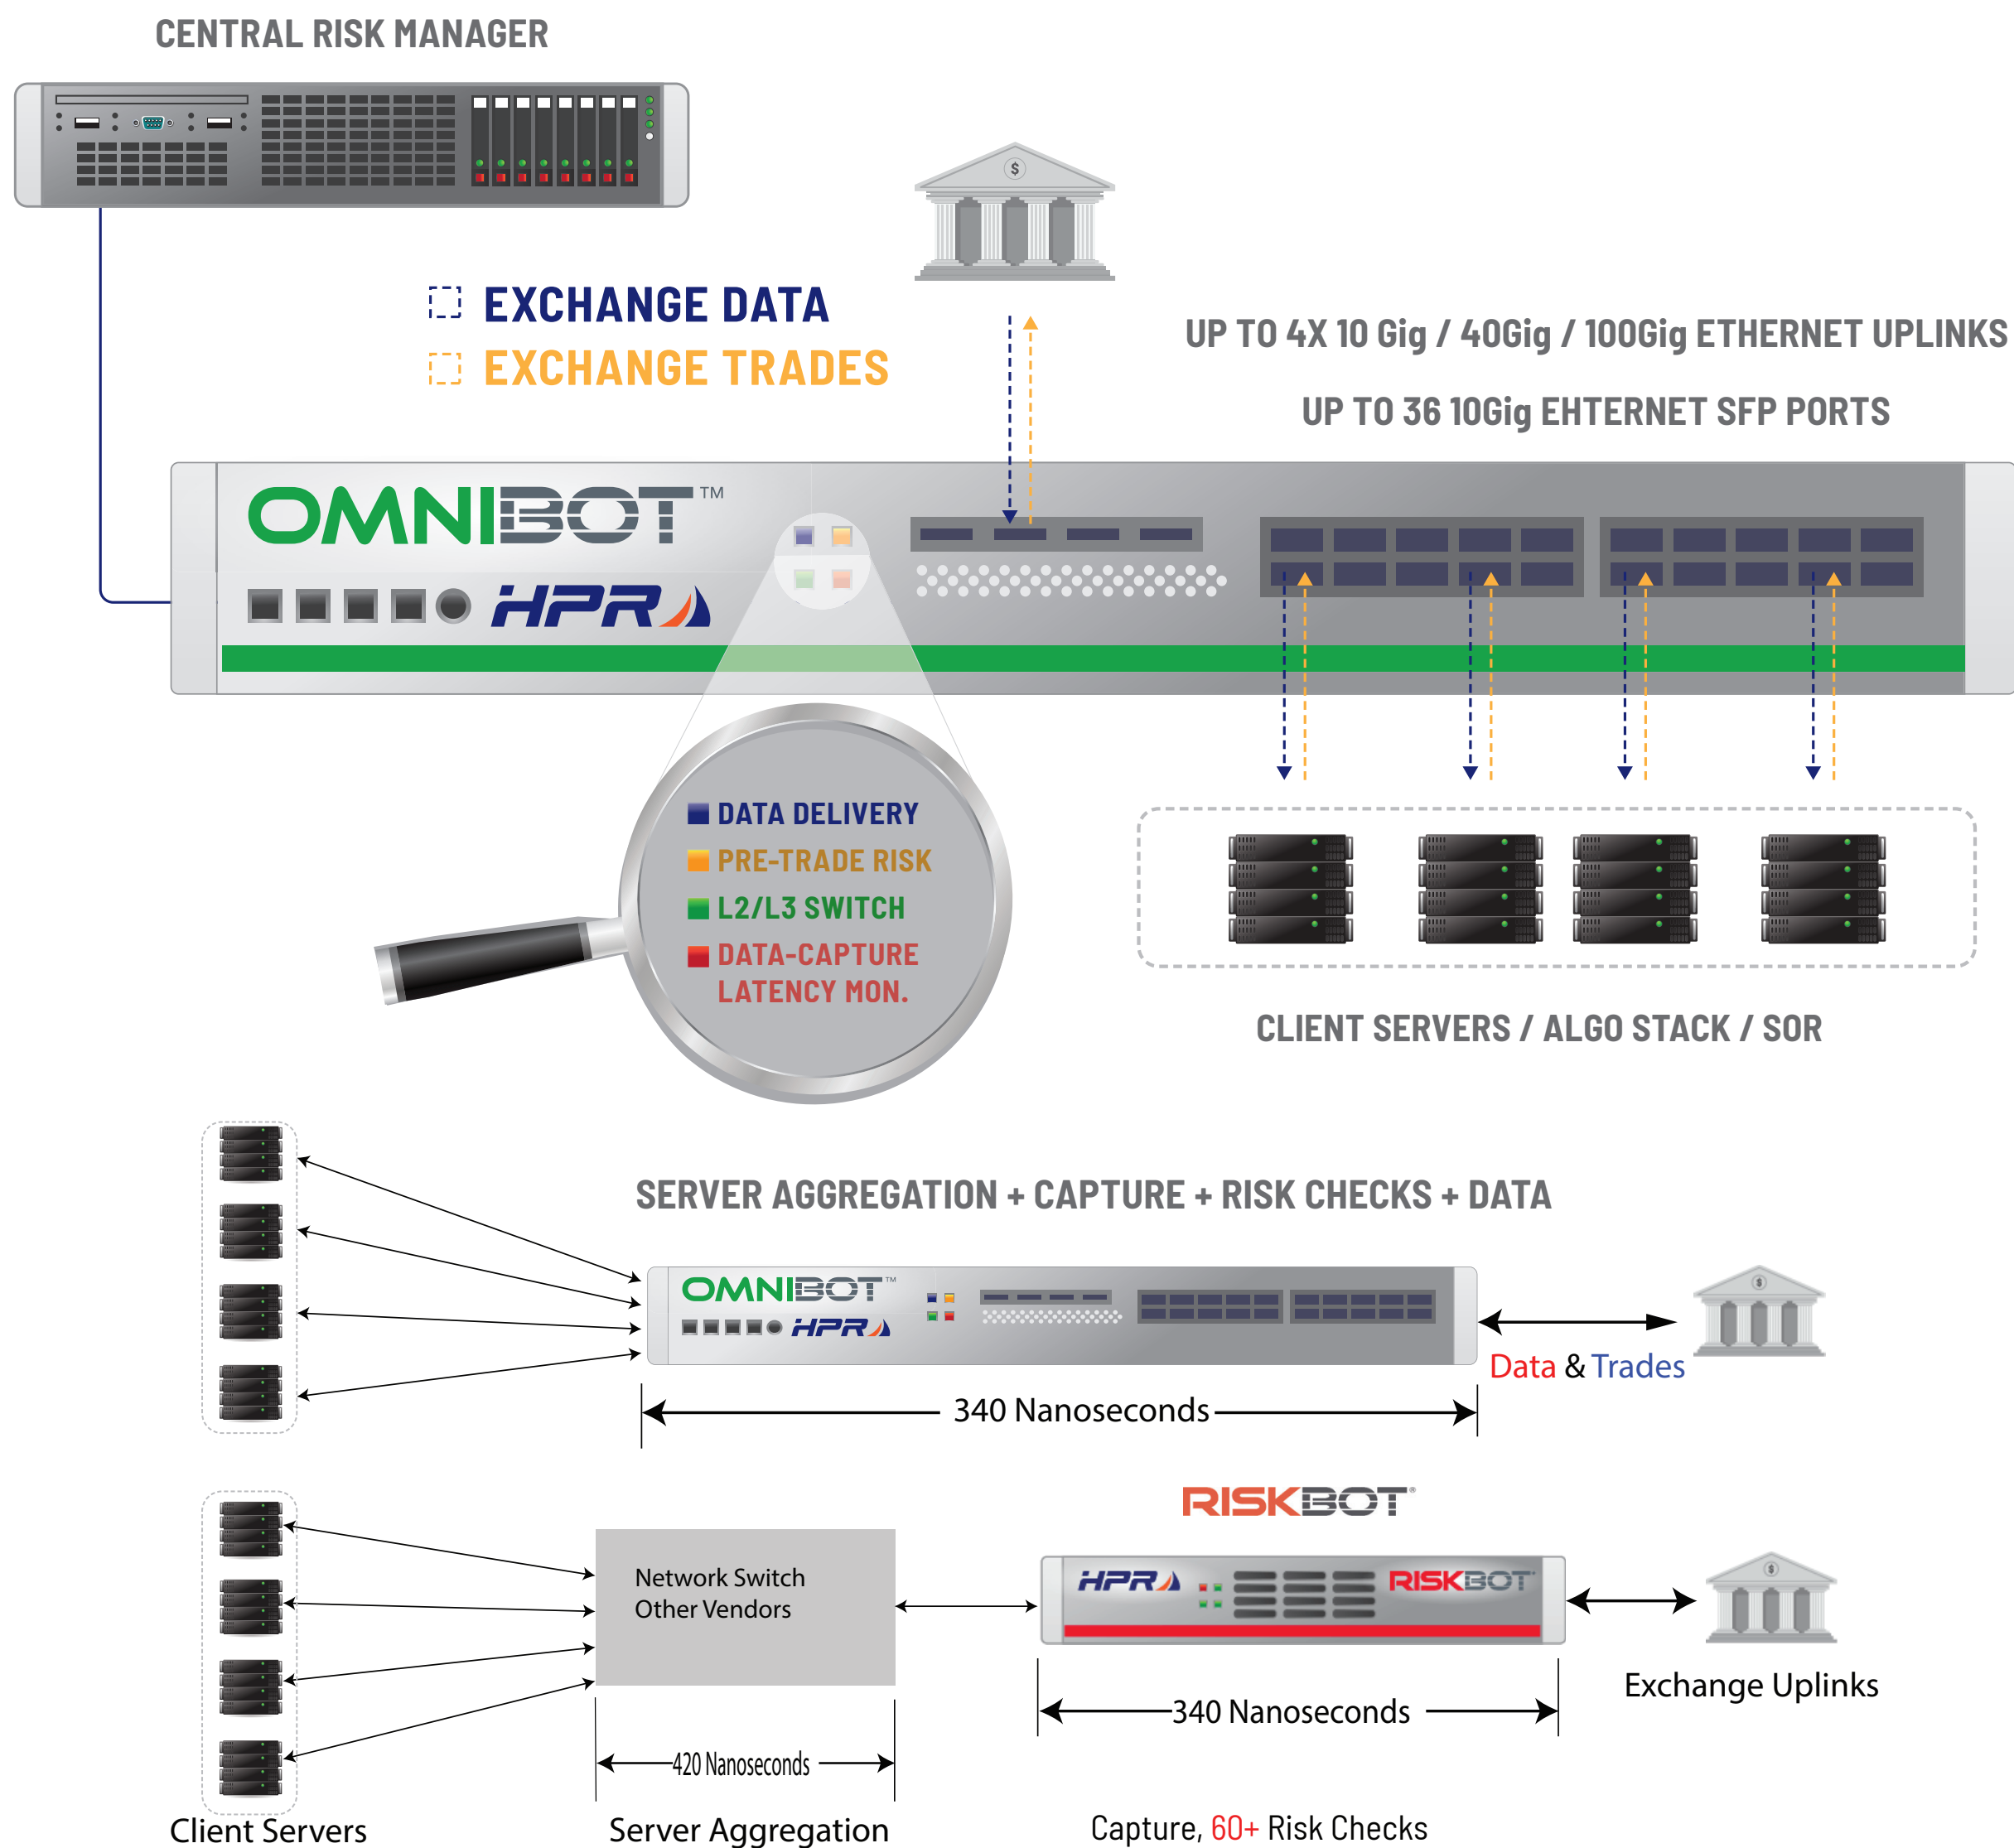 CENTRAL RISK MANAGER
$
EXCHANGE DATA
EXCHANGE TRADES
UP TO 4X 10 Gig / 40Gig / 100Gig ETHERNET UPLINKS
UP TO 36 10Gig EHTERNET SFP PORTS
OMNIBOT™
HPR
DATA DELIVERY
PRE-TRADE RISK
L2/L3 SWITCH
DATA-CAPTURE
LATENCY MON.
CLIENT SERVERS / ALGO STACK / SOR
SERVER AGGREGATION + CAPTURE + RISK CHECKS + DATA
OMNIBOT™
HPR
$
Data & Trades
340 Nanoseconds
RISKBOT®
Network Switch
Other Vendors
HPR
RISKBOT
$
Exchange Uplinks
340 Nanoseconds
420 Nanoseconds
Client Servers
Server Aggregation
Capture, 60+ Risk Checks